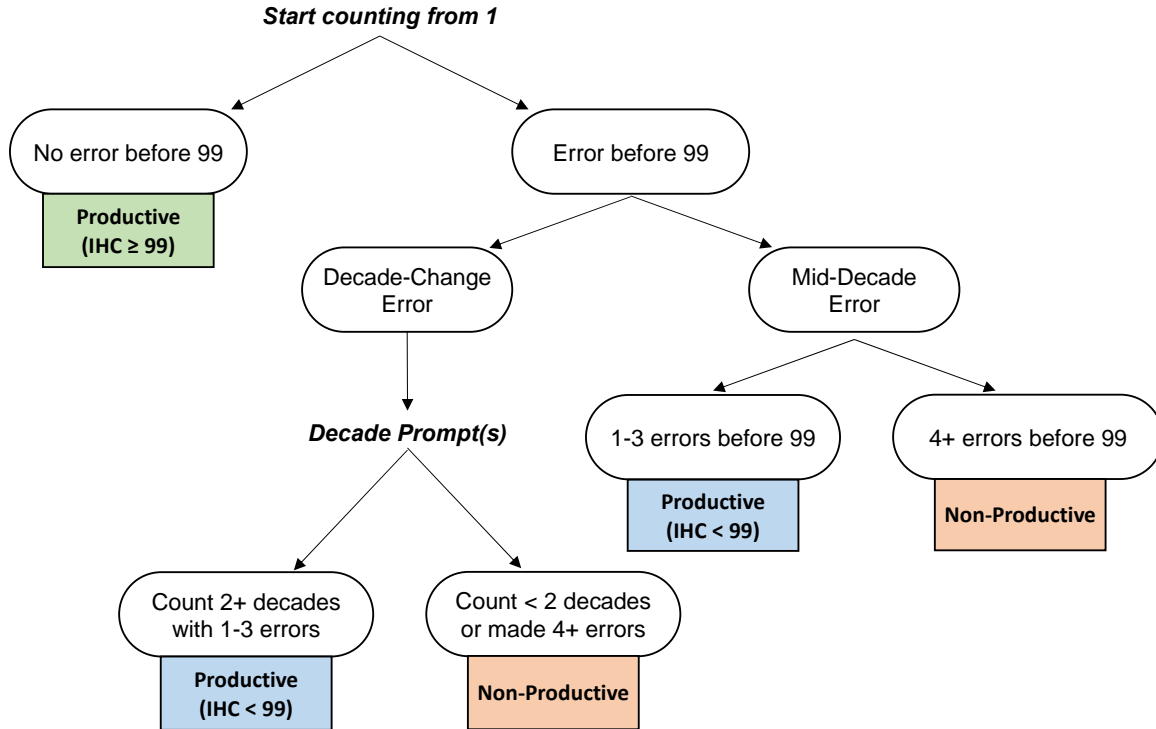 Start counting from 1
No error before 99
Productive
(IHC ≥ 99)
Error before 99
Decade-Change
Error
Mid-Decade
Error
Decade Prompt(s)
1-3 errors before 99
Productive
(IHC < 99)
4+ errors before 99
Non-Productive
Count 2+ decades
with 1-3 errors
Productive
(IHC < 99)
Count < 2 decades
or made 4+ errors
Non-Productive